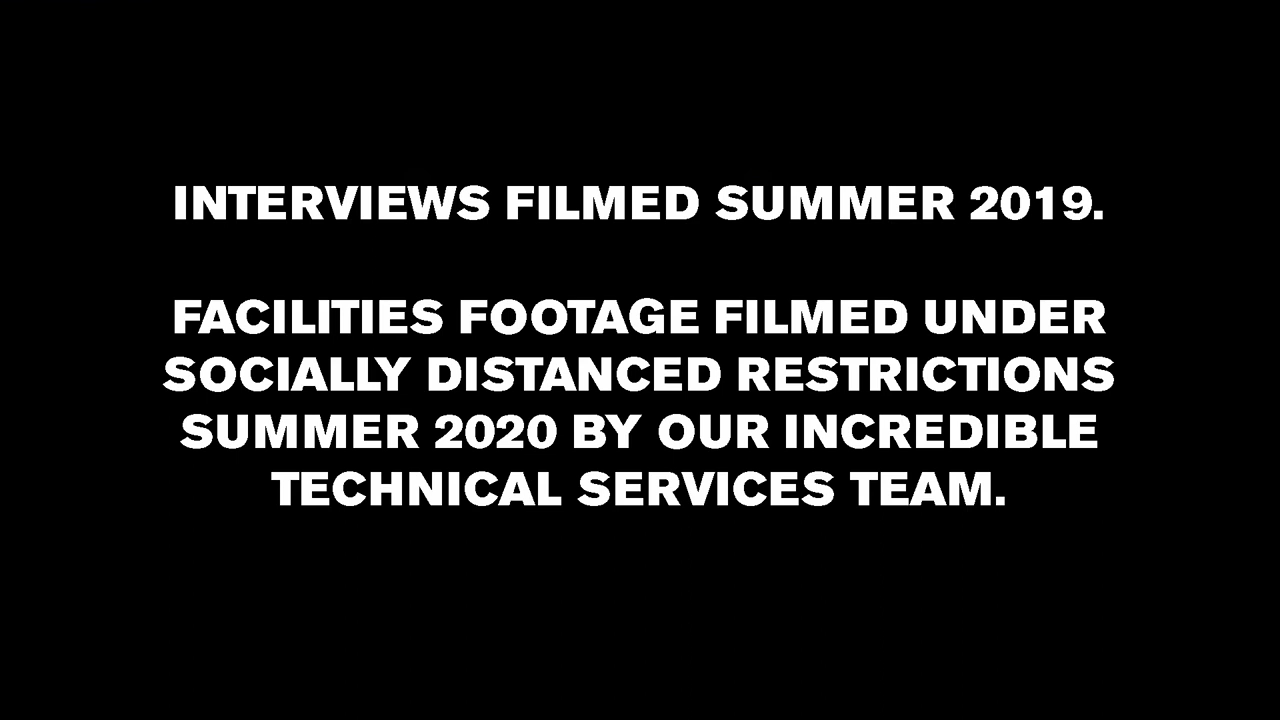 INTERVIEWS FILMED SUMMER 2019.
FACILITIES FOOTAGE FILMED UNDER
SOCIALLY DISTANCED RESTRICTIONS
SUMMER 2020 BY OUR INCREDIBLE
TECHNICAL SERVICES TEAM.